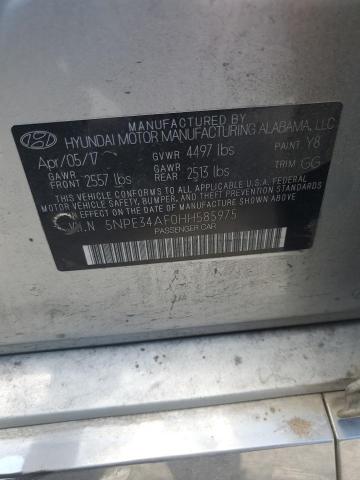 MANUFACTURED BY
HYUNDAI MOTOR MANUFACTURING ALABAMA, LLC
Apr/05/17 GVWR 4497 lbs PAINT Y8
GAWR FRONT 2557 lbs GAWR REAR 2513 lbs TRIM GG
THIS VEHICLE CONFORMS TO ALL APPLICABLE U.S.A. FEDERAL
MOTOR VEHICLE SAFETY, BUMPER, AND THEFT PREVENTION STANDARDS
IN EFFECT ON THE DATE OF MANUFACTURE SHOWN ABOVE.
V.I.N 5NPE34AF0HH585975
PASSENGER CAR